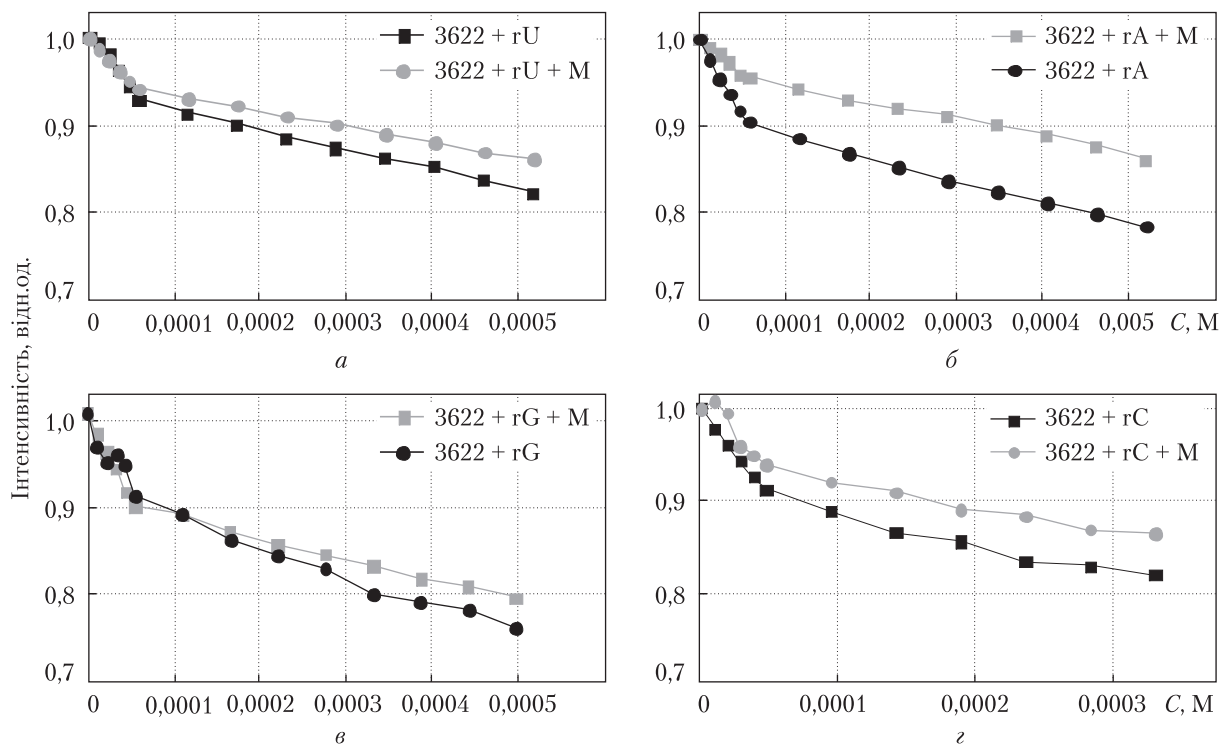 Інтенсивність, відн.од.
1,0
0,9
0,8
0,7
3622 + rU
3622 + rU + M
0 0,0001 0,0002 0,0003 0,0004 0,0005
а
1,0
0,9
0,8
0,7
3622 + rA + M
3622 + rA
0 0,0001 0,0002 0,0003 0,0004 0,005 C, М
б
1,0
0,9
0,8
0,7
3622 + rG + M
3622 + rG
0 0,0001 0,0002 0,0003 0,0004 0,0005
в
1,0
0,9
0,8
0,7
3622 + rC
3622 + rC + M
0 0,0001 0,0002 0,0003 C, М
г